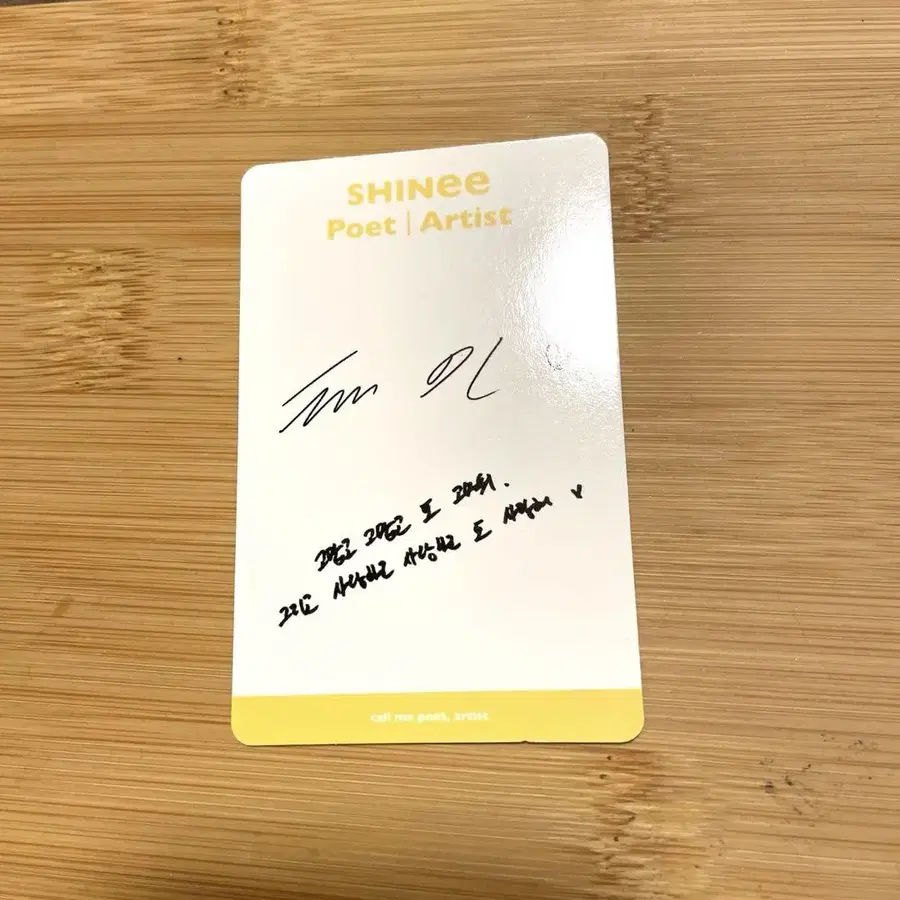 SHINee
Poet | Artist
고맙고 고맙고 또 고마워.
그리고 사랑하고 사랑하고 또 사랑해 ♥
call me poet, artist.